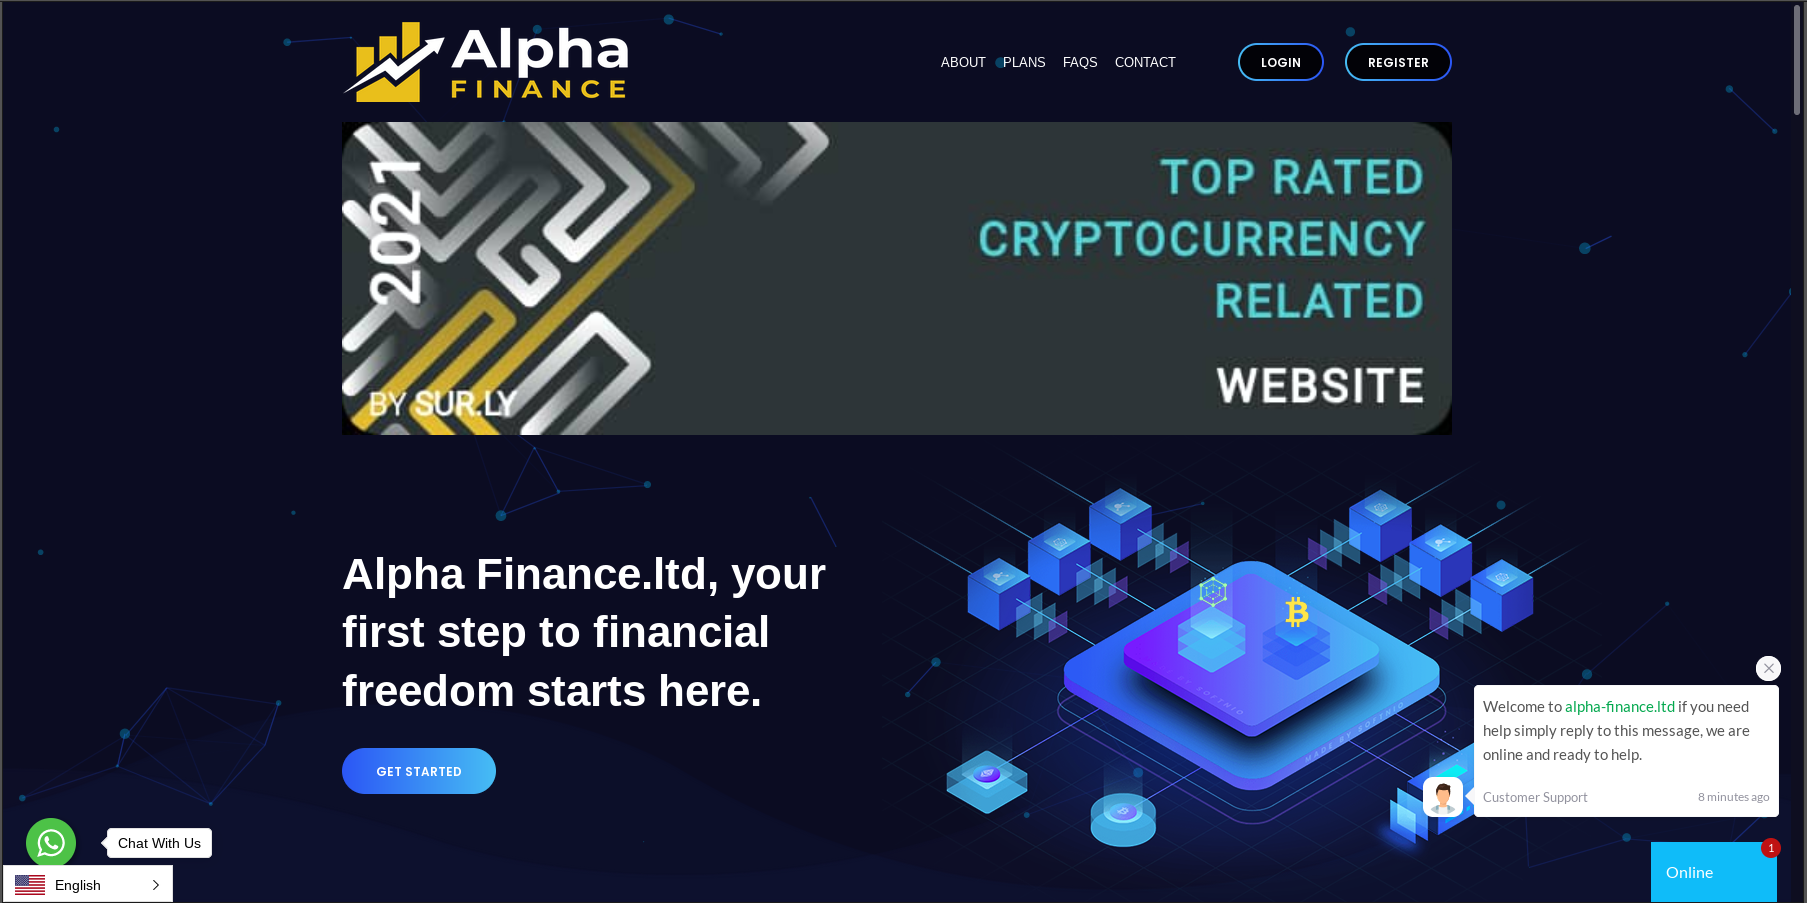 Alpha
FINANCE
ABOUT
PLANS
FAQS
CONTACT
LOGIN
REGISTER
2021
BY SUR.LY
TOP RATED
CRYPTOCURRENCY
RELATED
WEBSITE
Alpha Finance.ltd, your
first step to financial
freedom starts here.
GET STARTED
MADE BY SOFTNIO
Welcome to alpha-finance.ltd if you need
help simply reply to this message, we are
online and ready to help.
Customer Support
8 minutes ago
Chat With Us
English
1
Online